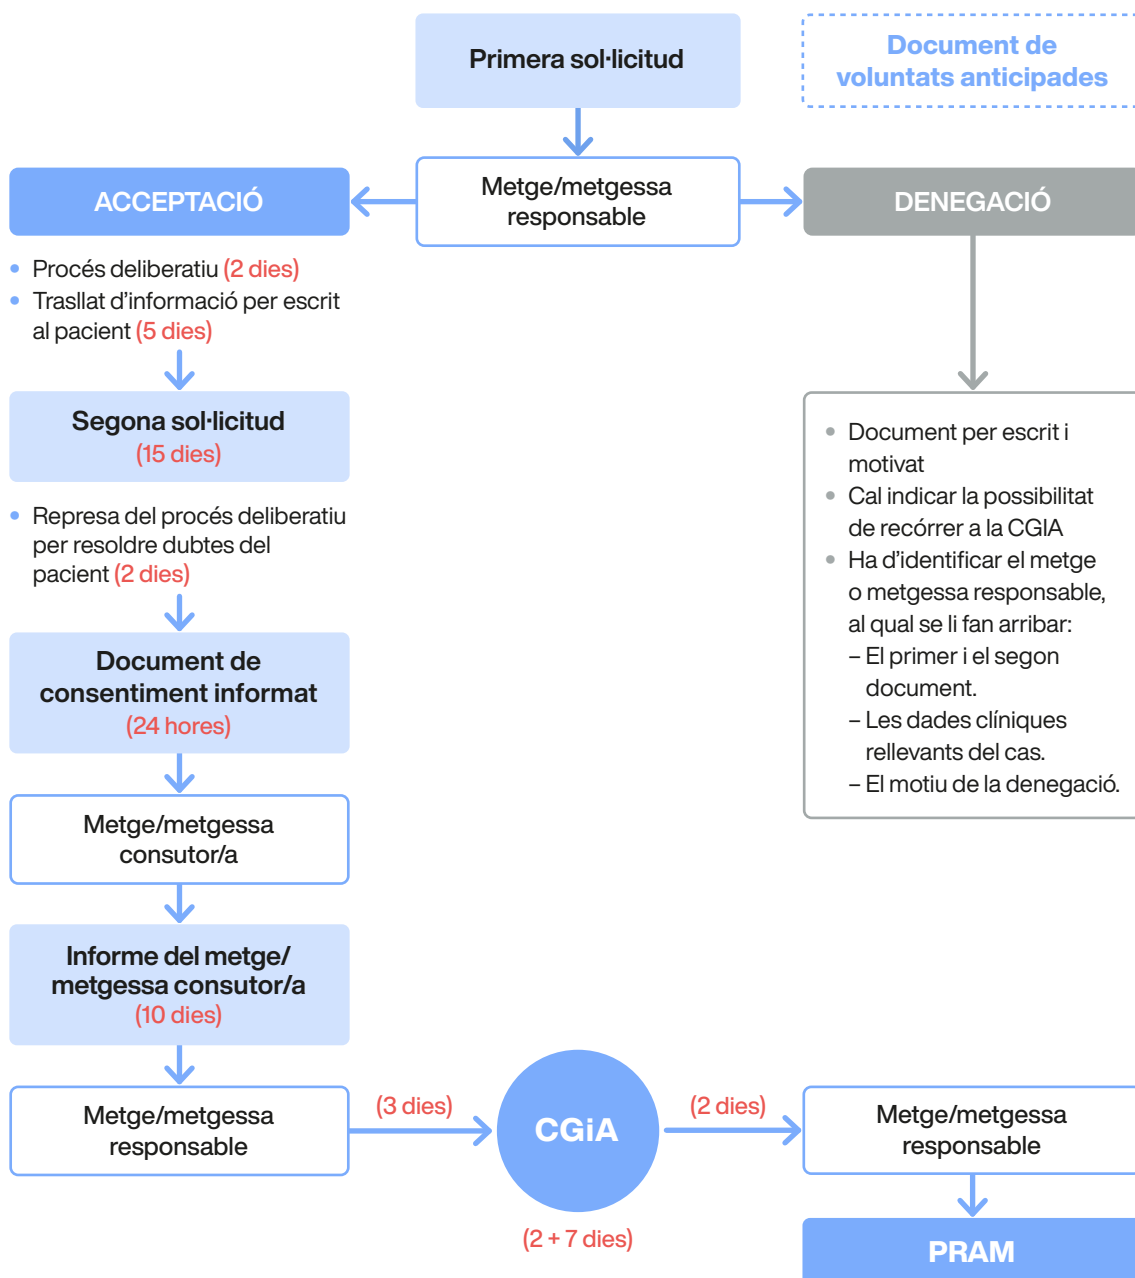 Primera sol·licitud
Document de
voluntats anticipades
ACCEPTACIÓ
Metge/metgessa
responsable
DENEGACIÓ
• Procés deliberatiu (2 dies)
• Trasllat d’informació per escrit
al pacient (5 dies)
Segona sol·licitud
(15 dies)
• Represa del procés deliberatiu
per resoldre dubtes del
pacient (2 dies)
Document de
consentiment informat
(24 hores)
Metge/metgessa
consutor/a
Informe del metge/
metgessa consutor/a
(10 dies)
Metge/metgessa
responsable
• Document per escrit i
motivat
• Cal indicar la possibilitat
de recórrer a la CGIA
• Ha d’identificar el metge
o metgessa responsable,
al qual se li fan arribar:
– El primer i el segon
document.
– Les dades clíniques
rellevants del cas.
– El motiu de la denegació.
(3 dies)
CGiA
(2 + 7 dies)
(2 dies)
Metge/metgessa
responsable
PRAM